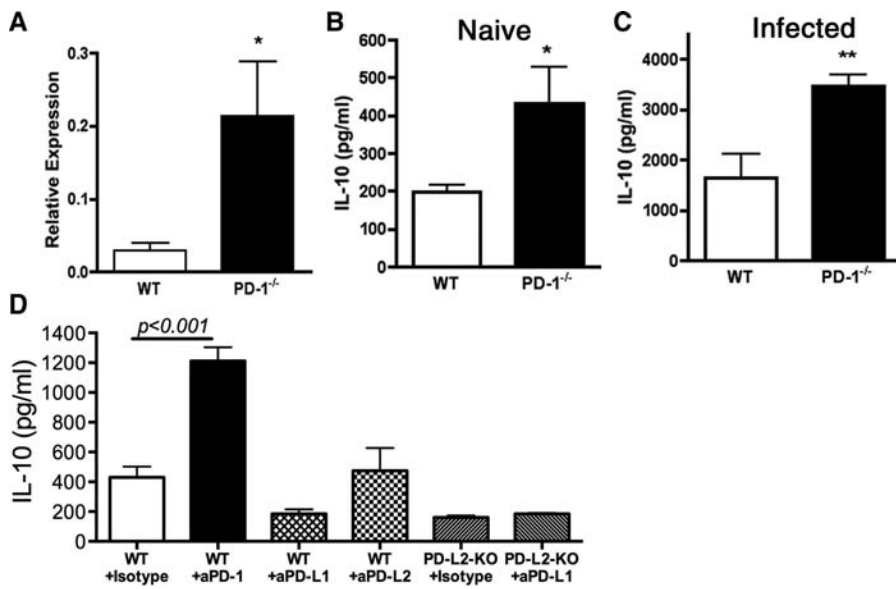 A
Relative Expression
0.3
0.2
0.1
0.0
*
WT
PD-1-/-
B
Naive
IL-10 (pg/ml)
600
500
400
300
200
100
0
*
WT
PD-1-/-
C
Infected
IL-10 (pg/ml)
4000
3000
2000
1000
**
WT
PD-1-/-
D
IL-10 (pg/ml)
1400
1200
1000
800
600
400
200
0
p<0.001
WT
+Isotype
WT
+aPD-1
WT
+aPD-L1
WT
+aPD-L2
PD-L2-KO
+Isotype
PD-L2-KO
+aPD-L1